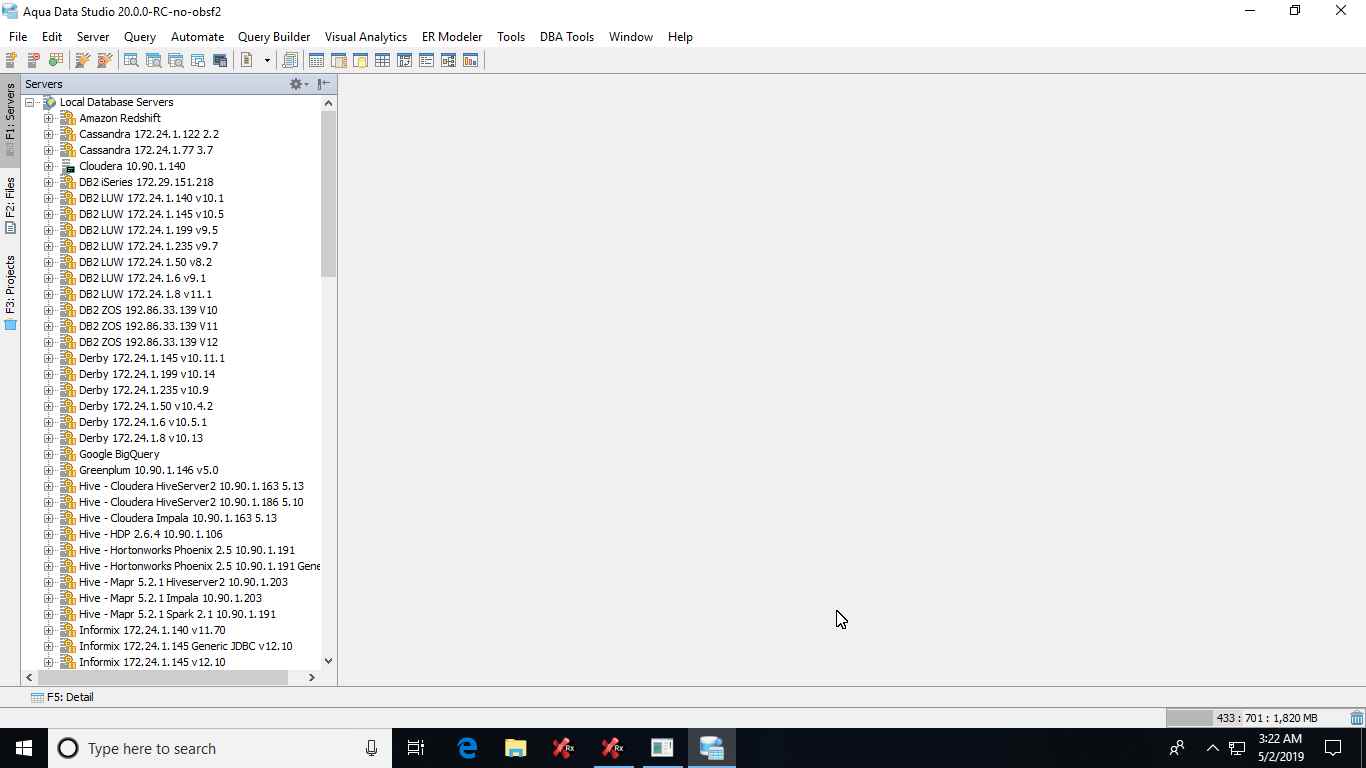 Aqua Data Studio 20.0.0-RC-no-obsf2
File Edit Server Query Automate Query Builder Visual Analytics ER Modeler Tools DBA Tools Window Help
F1: Servers
F2: Files
F3: Projects
Servers
Local Database Servers
Amazon Redshift
Cassandra 172.24.1.122 2.2
Cassandra 172.24.1.77 3.7
Cloudera 10.90.1.140
DB2 iSeries 172.29.151.218
DB2 LUW 172.24.1.140 v10.1
DB2 LUW 172.24.1.145 v10.5
DB2 LUW 172.24.1.199 v9.5
DB2 LUW 172.24.1.235 v9.7
DB2 LUW 172.24.1.50 v8.2
DB2 LUW 172.24.1.6 v9.1
DB2 LUW 172.24.1.8 v11.1
DB2 ZOS 192.86.33.139 V10
DB2 ZOS 192.86.33.139 V11
DB2 ZOS 192.86.33.139 V12
Derby 172.24.1.145 v10.11.1
Derby 172.24.1.199 v10.14
Derby 172.24.1.235 v10.9
Derby 172.24.1.50 v10.4.2
Derby 172.24.1.6 v10.5.1
Derby 172.24.1.8 v10.13
Google BigQuery
Greenplum 10.90.1.146 v5.0
Hive - Cloudera HiveServer2 10.90.1.163 5.13
Hive - Cloudera HiveServer2 10.90.1.186 5.10
Hive - Cloudera Impala 10.90.1.163 5.13
Hive - HDP 2.6.4 10.90.1.106
Hive - Hortonworks Phoenix 2.5 10.90.1.191
Hive - Hortonworks Phoenix 2.5 10.90.1.191 Gene
Hive - Mapr 5.2.1 Hiveserver2 10.90.1.203
Hive - Mapr 5.2.1 Impala 10.90.1.203
Hive - Mapr 5.2.1 Spark 2.1 10.90.1.191
Informix 172.24.1.140 v11.70
Informix 172.24.1.145 Generic JDBC v12.10
Informix 172.24.1.145 v12.10
F5: Detail
433 : 701 : 1,820 MB
Type here to search
Rx
Rx
3:22 AM
5/2/2019